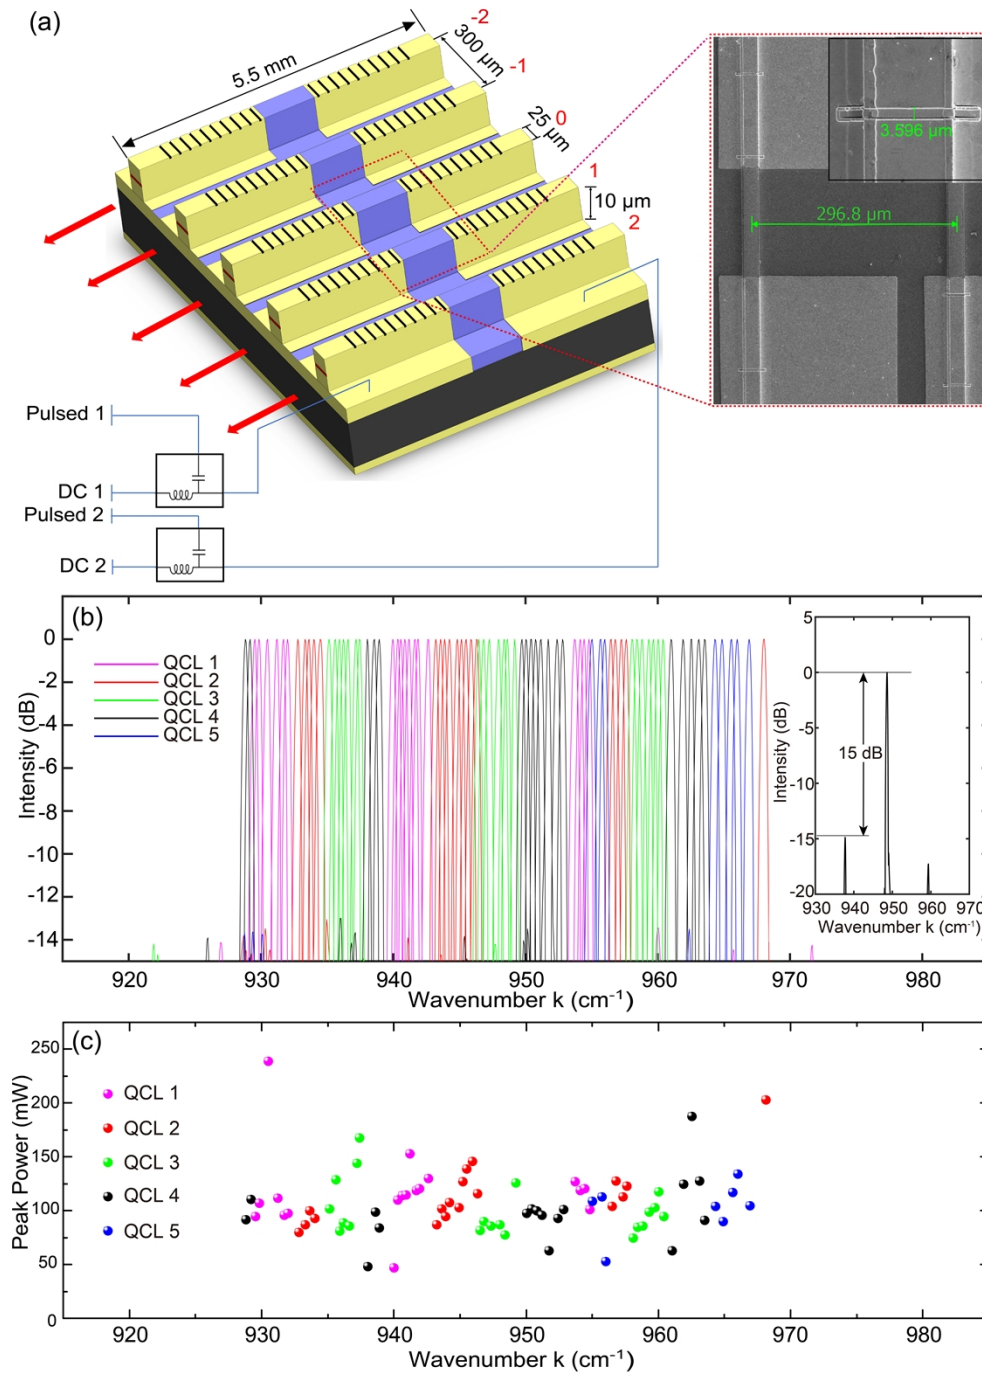 (a)
-2
5.5 mm
300 μm
-1
0
25 μm
1
10 μm
2
3.596 μm
296.8 μm
Pulsed 1
DC 1
Pulsed 2
DC 2
(b)
0
-2
-4
-6
-8
-10
-12
-14
Intensity (dB)
QCL 1
QCL 2
QCL 3
QCL 4
QCL 5
5
0
-5
-10
-15
-20
Intensity (dB)
15 dB
930 940 950 960 970
Wavenumber k (cm⁻¹)
920 930 940 950 960 970 980
Wavenumber k (cm⁻¹)
(c)
250
200
150
100
50
0
Peak Power (mW)
QCL 1
QCL 2
QCL 3
QCL 4
QCL 5
920 930 940 950 960 970 980
Wavenumber k (cm⁻¹)